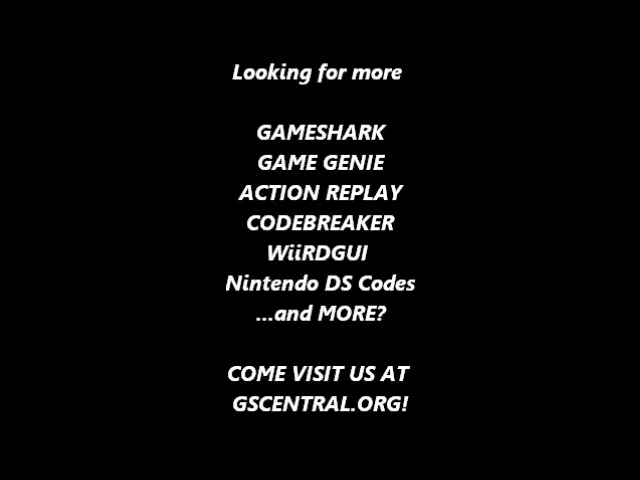 Looking for more
GAMESHARK
GAME GENIE
ACTION REPLAY
CODEBREAKER
WiiRDGUI
Nintendo DS Codes
...and MORE?
COME VISIT US AT
GSCENTRAL.ORG!